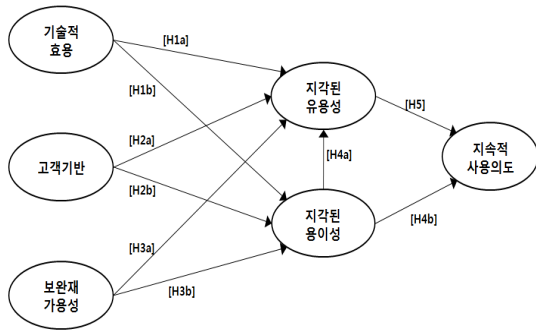 기술적
효용
[H1a]
[H1b]
지각된
유용성
[H5]
고객기반
[H2a]
[H2b]
[H4a]
지속적
사용의도
지각된
용이성
[H4b]
[H3a]
[H3b]
보완재
가용성